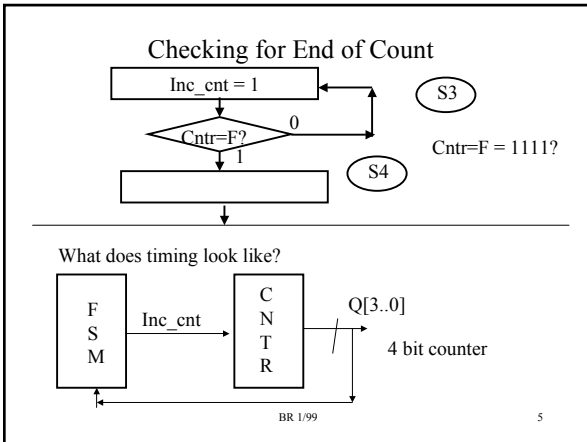 Checking for End of Count
Inc_cnt = 1
S3
0
Cntr=F?
Cntr=F = 1111?
1
S4
What does timing look like?
F
S
M
Inc_cnt
C
N
T
R
Q[3..0]
4 bit counter
BR 1/99
5